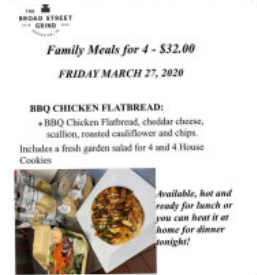 THE
BROAD STREET
GRIND
Family Meals for 4 - $32.00
FRIDAY MARCH 27, 2020
BBQ CHICKEN FLATBREAD:
• BBQ Chicken Flatbread, cheddar cheese,
scallion, roasted cauliflower and chips.
Includes a fresh garden salad for 4 and 4 House
Cookies
Available, hot and
ready for lunch or
you can heat it at
home for dinner
tonight!